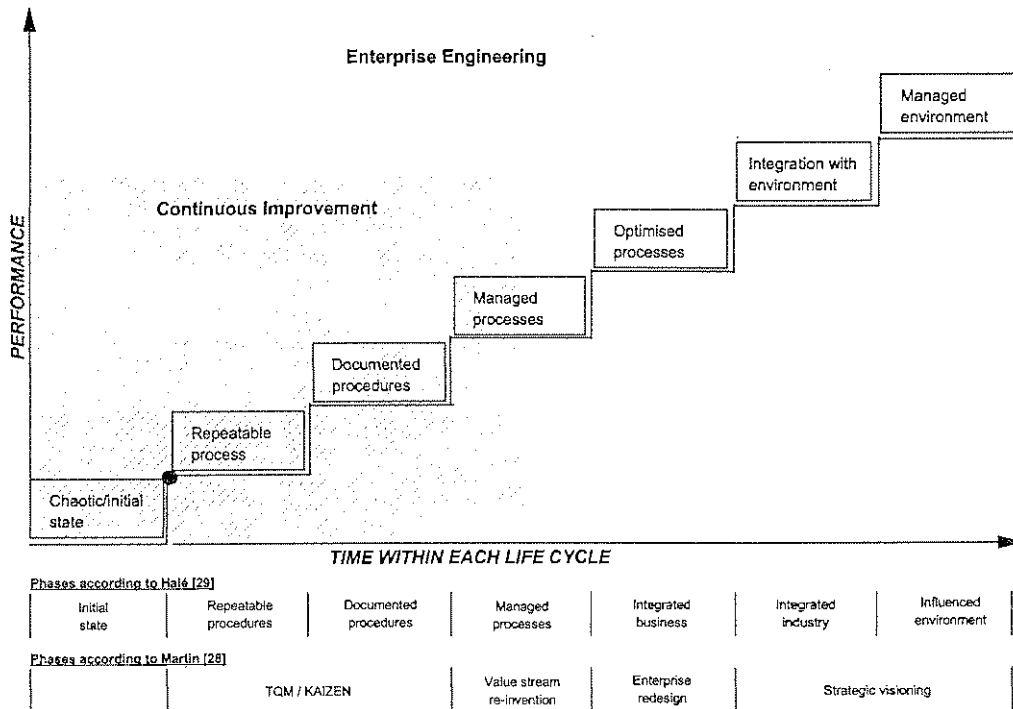 Enterprise Engineering
Managed
environment
Integration with
environment
Continuous Improvement
Optimised
processes
Managed
processes
Documented
procedures
Repeatable
process
Chaotic/initial
state
PERFORMANCE
TIME WITHIN EACH LIFE CYCLE
Phases according to Halé [29]
Initial
state
Repeatable
procedures
Documented
procedures
Managed
processes
Integrated
business
Integrated
industry
Influenced
environment
Phases according to Martin [28]
TQM / KAIZEN
Value stream
re-invention
Enterprise
redesign
Strategic visioning